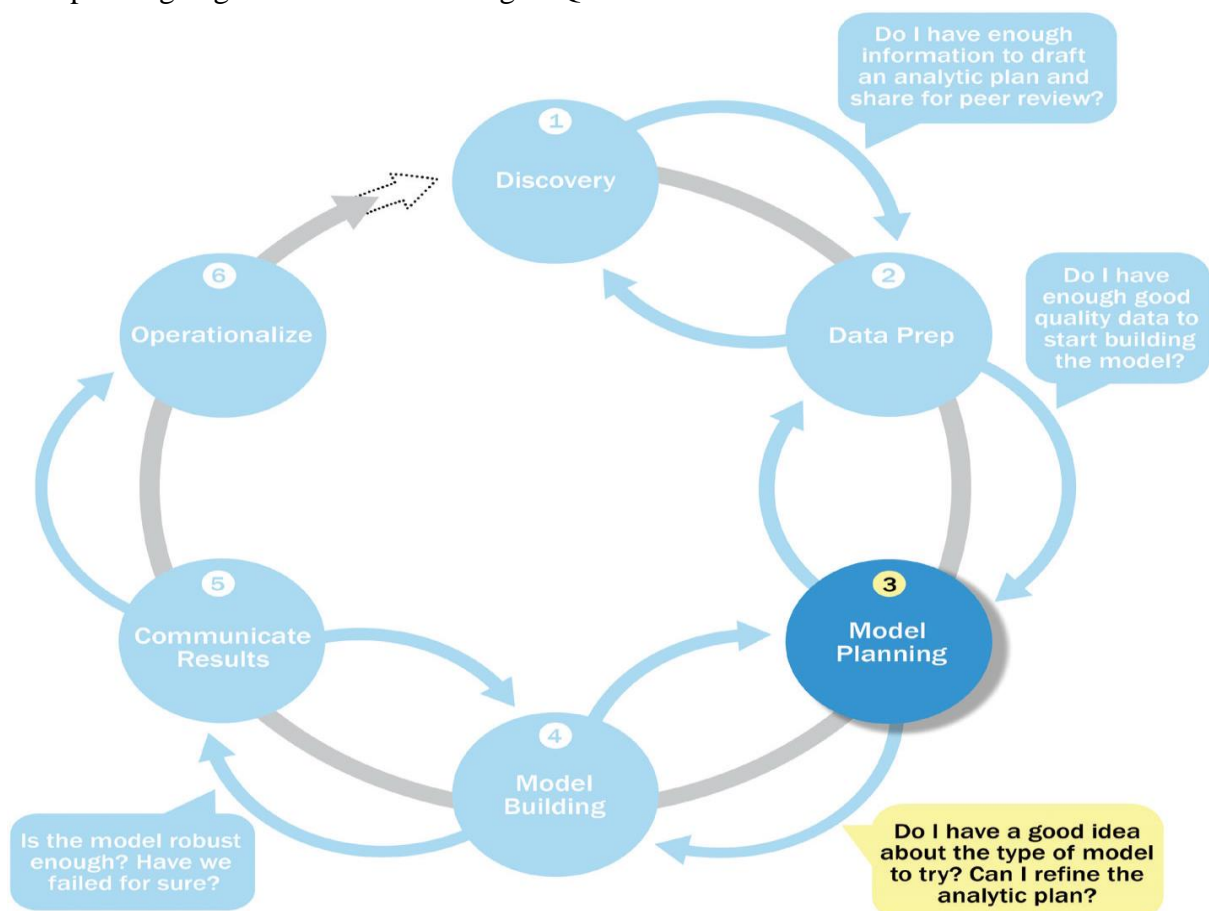 Do I have enough
information to draft
an analytic plan and
share for peer review?
1
Discovery
2
Data Prep
Do I have
enough good
quality data to
start building
the model?
3
Model
Planning
Do I have a good idea
about the type of model
to try? Can I refine the
analytic plan?
4
Model
Building
Is the model robust
enough? Have we
failed for sure?
5
Communicate
Results
6
Operationalize